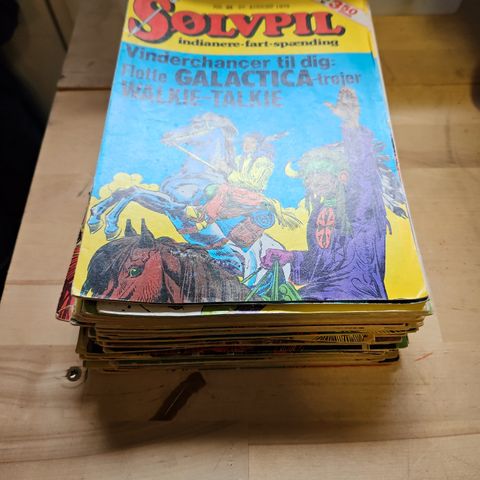 SØLVPIL
indianere-fart-spænding
Vinderchancer til dig:
Flotte GALACTICA-trøjer
WALKIE-TALKIE